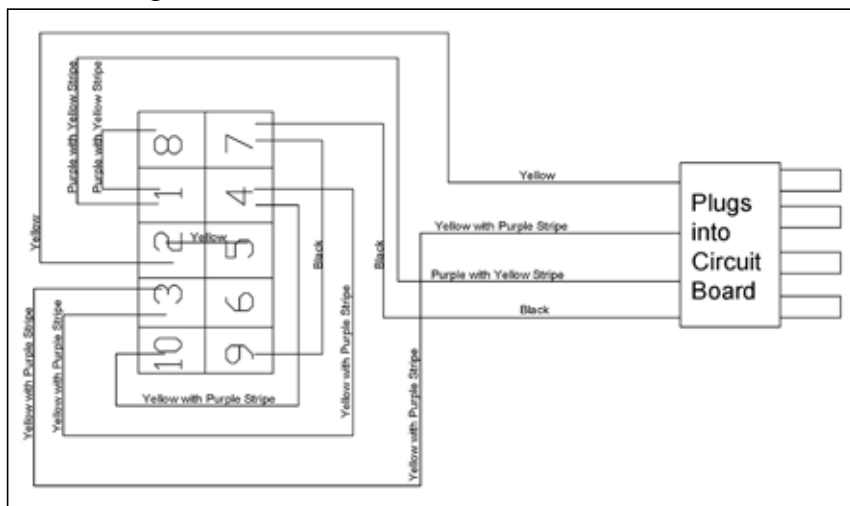 Purple with Yellow Stripe
Purple with Yellow Stripe
8
7
1
4
2
Yellow
5
3
6
10
9
Yellow
Black
Black
Yellow with Purple Stripe
Yellow with Purple Stripe
Yellow with Purple Stripe
Yellow with Purple Stripe
Yellow with Purple Stripe
Yellow
Yellow with Purple Stripe
Purple with Yellow Stripe
Black
Plugs
into
Circuit
Board